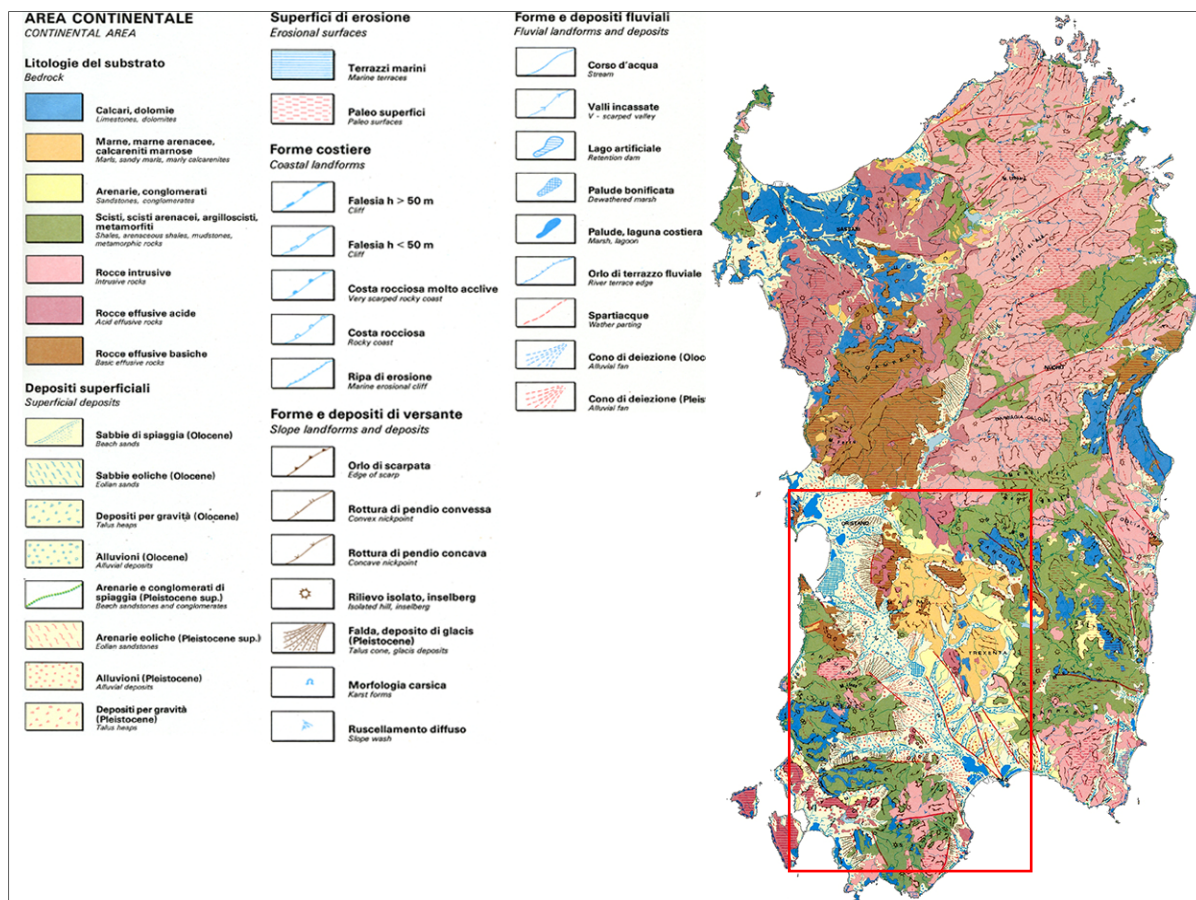 AREA CONTINENTALE
CONTINENTAL AREA
Litologie del substrato
Bedrock
Calcari, dolomie
Limestones, dolomites
Marne, marne arenacee,
calcareniti marnose
Marls, sandy marls, marly calcarenites
Arenarie, conglomerati
Sandstones, conglomerates
Scisti, scisti arenacei, argilloscisti,
metamorfiti
Shales, arenaceous shales, mudstones,
metamorphic rocks
Rocce intrusive
Intrusive rocks
Rocce effusive acide
Acid effusive rocks
Rocce effusive basiche
Basic effusive rocks
Depositi superficiali
Superficial deposits
Sabbie di spiaggia (Olocene)
Beach sands
Sabbie eoliche (Olocene)
Eolian sands
Depositi per gravità (Olocene)
Talus heaps
Alluvioni (Olocene)
Alluvial deposits
Arenarie e conglomerati di
spiaggia (Pleistocene sup.)
Beach sandstones and conglomerates
Arenarie eoliche (Pleistocene sup.)
Eolian sandstones
Alluvioni (Pleistocene)
Alluvial deposits
Depositi per gravità
(Pleistocene)
Talus heaps
Superfici di erosione
Erosional surfaces
Terrazzi marini
Marine terraces
Paleo superfici
Paleo surfaces
Forme costiere
Coastal landforms
Falesia h > 50 m
Cliff
Falesia h < 50 m
Cliff
Costa rocciosa molto acclive
Very scarped rocky coast
Costa rocciosa
Rocky coast
Ripa di erosione
Marine erosional cliff
Forme e depositi di versante
Slope landforms and deposits
Orlo di scarpata
Edge of scarp
Rottura di pendio convessa
Convex nickpoint
Rottura di pendio concava
Concave nickpoint
Rilievo isolato, inselberg
Isolated hill, inselberg
Falda, deposito di glacis
(Pleistocene)
Talus cone, glacis deposits
Morfologia carsica
Karst forms
Ruscellamento diffuso
Slope wash
Forme e depositi fluviali
Fluvial landforms and deposits
Corso d'acqua
Stream
Valli incassate
V - scarped valley
Lago artificiale
Retention dam
Palude bonificata
Dewathered marsh
Palude, laguna costiera
Marsh, lagoon
Orlo di terrazzo fluviale
River terrace edge
Spartiacque
Wather parting
Cono di deiezione (Oloc
Alluvial fan
Cono di deiezione (Pleis
Alluvial fan
SASSARI
NUORO
ORISTANO
TREXENTA